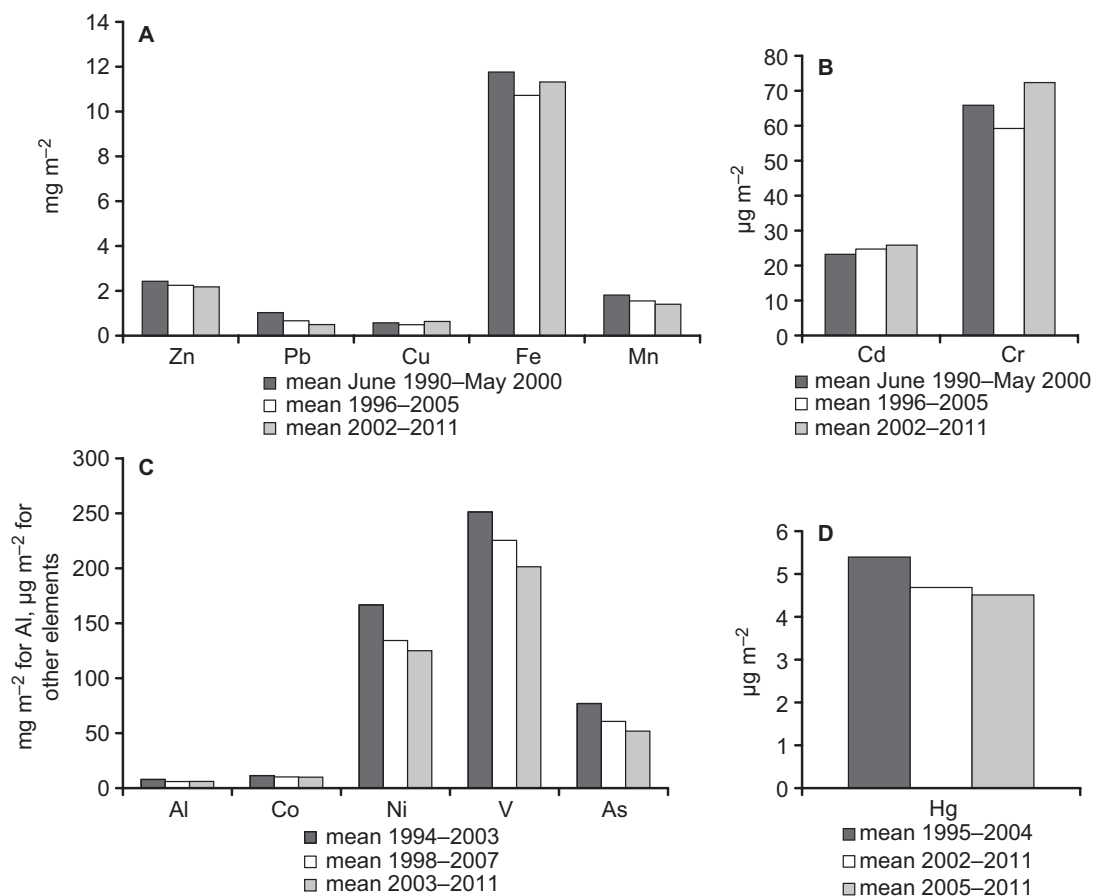 A
mg m⁻²
14
12
10
8
6
4
2
0
Zn Pb Cu Fe Mn
mean June 1990–May 2000
mean 1996–2005
mean 2002–2011
B
µg m⁻²
80
70
60
50
40
30
20
10
0
Cd Cr
mean June 1990–May 2000
mean 1996–2005
mean 2002–2011
C
mg m⁻² for Al, µg m⁻² for
other elements
300
250
200
150
100
50
0
Al Co Ni V As
mean 1994–2003
mean 1998–2007
mean 2003–2011
D
µg m⁻²
6
5
4
3
2
1
0
Hg
mean 1995–2004
mean 2002–2011
mean 2005–2011